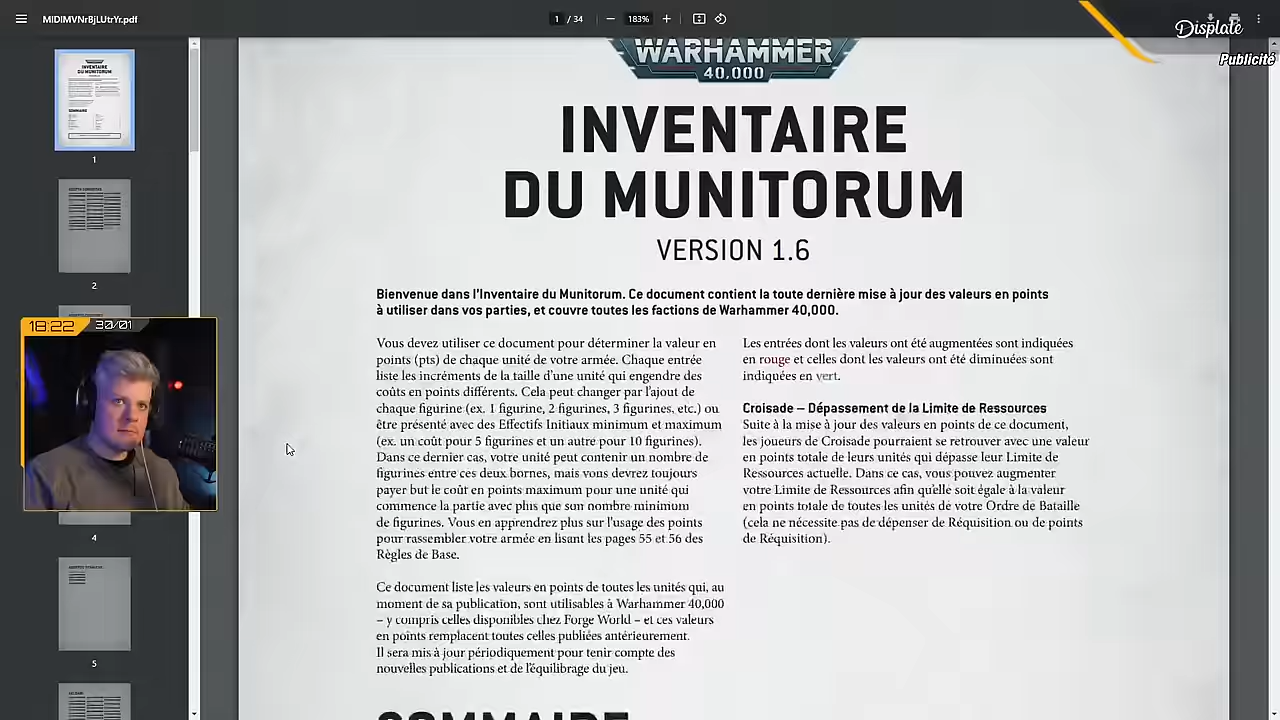 MIDIMVNrBjLUtrYr.pdf
1 / 34
183%
Displate
Publicité
WARHAMMER
40,000
INVENTAIRE
DU MUNITORUM
VERSION 1.6
Bienvenue dans l'Inventaire du Munitorum. Ce document contient la toute dernière mise à jour des valeurs en points
à utiliser dans vos parties, et couvre toutes les factions de Warhammer 40,000.
Vous devez utiliser ce document pour déterminer la valeur en
points (pts) de chaque unité de votre armée. Chaque entrée
liste les incréments de la taille d'une unité qui engendre des
coûts en points différents. Cela peut changer par l'ajout de
chaque figurine (ex. 1 figurine, 2 figurines, 3 figurines, etc.) ou
être présenté avec des Effectifs Initiaux minimum et maximum
(ex. un coût pour 5 figurines et un autre pour 10 figurines).
Dans ce dernier cas, votre unité peut contenir un nombre de
figurines entre ces deux bornes, mais vous devrez toujours
payer but le coût en points maximum pour une unité qui
commence la partie avec plus que son nombre minimum
de figurines. Vous en apprendrez plus sur l'usage des points
pour rassembler votre armée en lisant les pages 55 et 56 des
Règles de Base.
Ce document liste les valeurs en points de toutes les unités qui, au
moment de sa publication, sont utilisables à Warhammer 40,000
– y compris celles disponibles chez Forge World – et ces valeurs
en points remplacent toutes celles publiées antérieurement.
Il sera mis à jour périodiquement pour tenir compte des
nouvelles publications et de l'équilibrage du jeu.
Les entrées dont les valeurs ont été augmentées sont indiquées
en rouge et celles dont les valeurs ont été diminuées sont
indiquées en vert.
Croisade – Dépassement de la Limite de Ressources
Suite à la mise à jour des valeurs en points de ce document,
les joueurs de Croisade pourraient se retrouver avec une valeur
en points totale de leurs unités qui dépasse leur Limite de
Ressources actuelle. Dans ce cas, vous pouvez augmenter
votre Limite de Ressources afin qu'elle soit égale à la valeur
en points totale de toutes les unités de votre Ordre de Bataille
(cela ne nécessite pas de dépenser de Réquisition ou de points
de Réquisition).
SOMMAIRE
INVENTAIRE
DU MUNITORUM
1
2
18:22
30/01
4
5